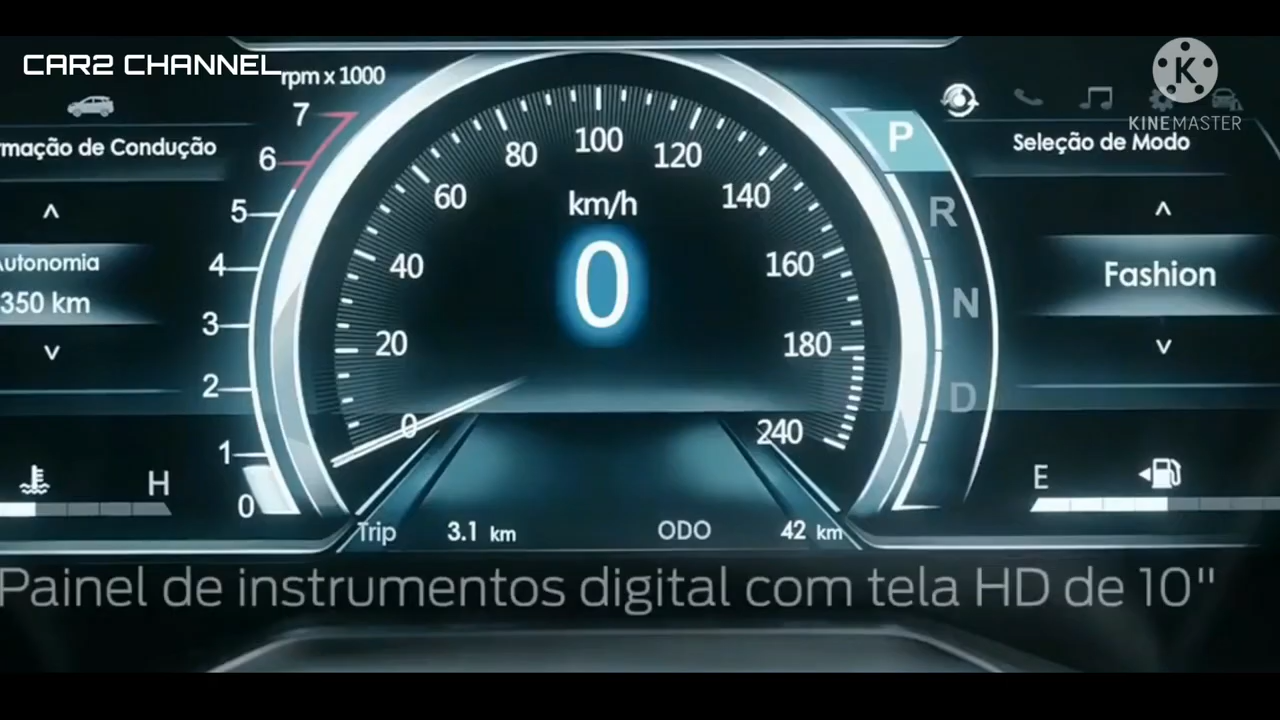 CAR2 CHANNEL
K
KINEMASTER
rpm x 1000
rmação de Condução
Autonomia
350 km
H
7
6
5
4
3
2
1
0
0
20
40
60
80
100
120
140
160
180
240
km/h
0
Trip 3.1 km ODO 42 km
P
R
N
D
Seleção de Modo
Fashion
E
Painel de instrumentos digital com tela HD de 10"